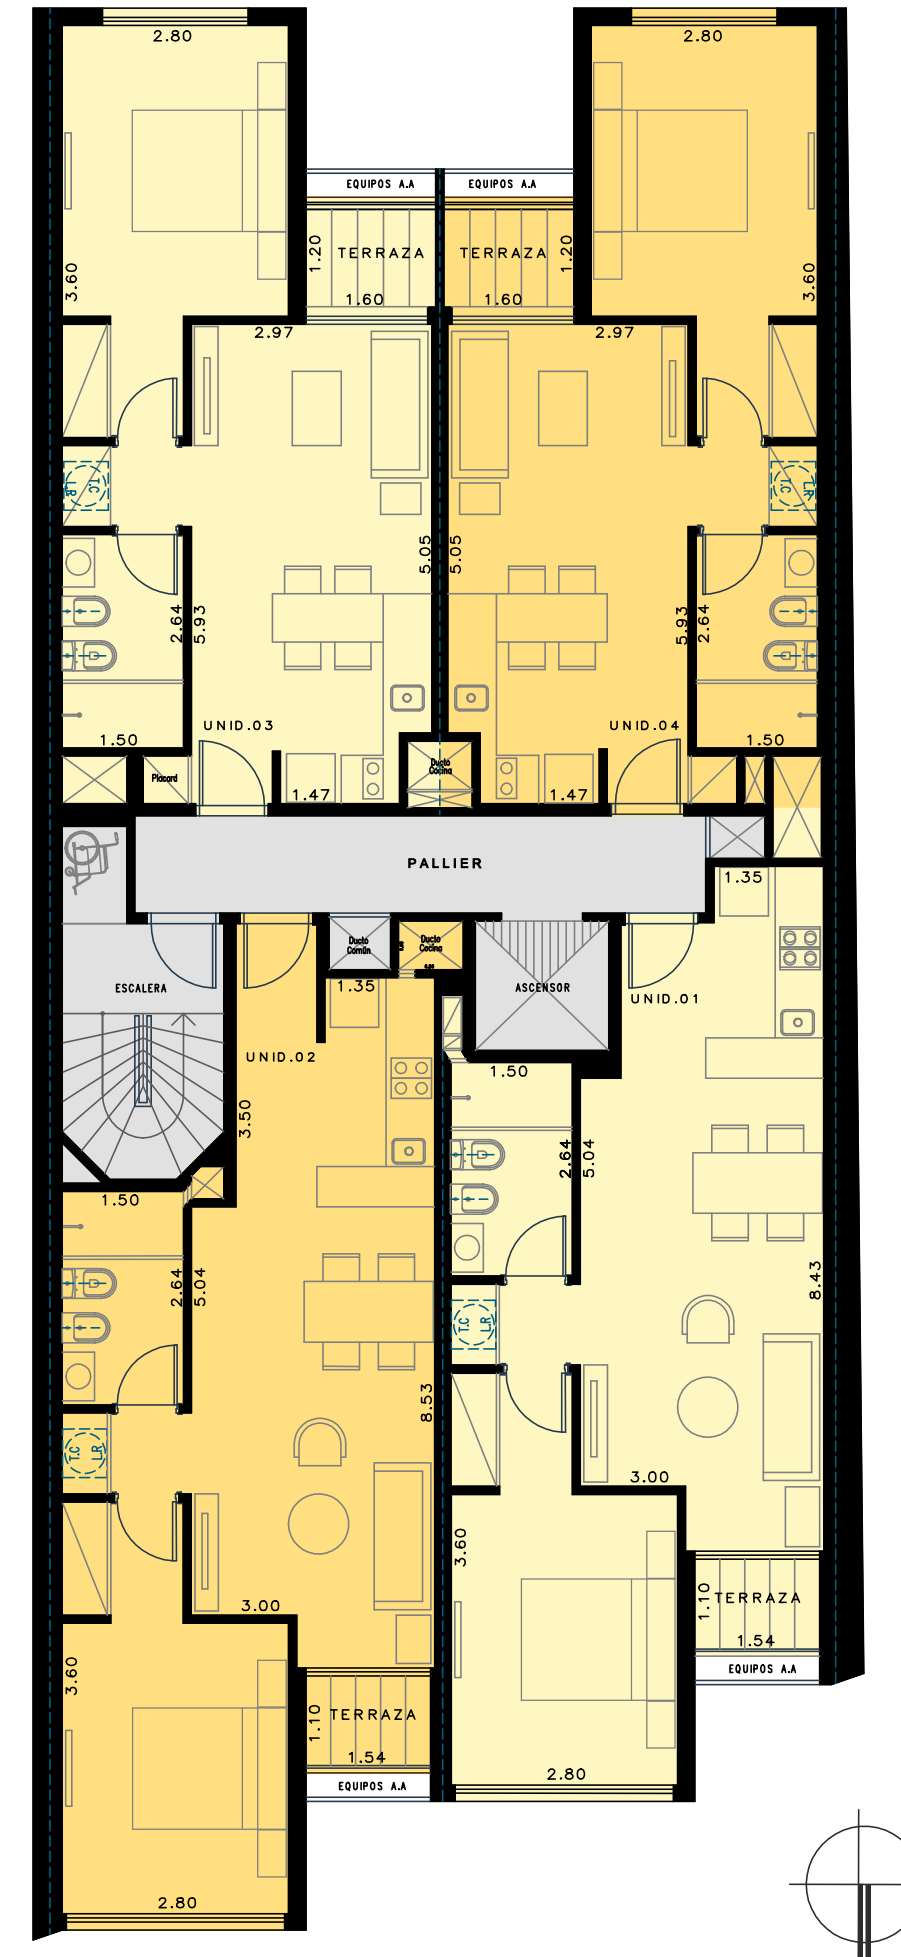 2.80
2.80
EQUIPOS A.A
EQUIPOS A.A
1.20
TERRAZA
TERRAZA
1.20
3.60
3.60
1.60
1.60
2.97
2.97
L.R
T.C
T.C
L.R
5.05
5.05
2.64
5.93
5.93
2.64
UNID.03
UNID.04
1.50
1.50
Placard
Ducto
Cocina
1.47
1.47
PALLIER
1.35
Ducto
Común
Ducto
Cocina
ESCALERA
ASCENSOR
1.35
UNID.01
UNID.02
1.50
3.50
2.64
5.04
1.50
2.64
5.04
8.43
T.C
L.R
8.53
T.C
L.R
3.00
3.60
3.00
1.10
TERRAZA
1.54
3.60
EQUIPOS A.A
1.10
TERRAZA
1.54
2.80
EQUIPOS A.A
2.80